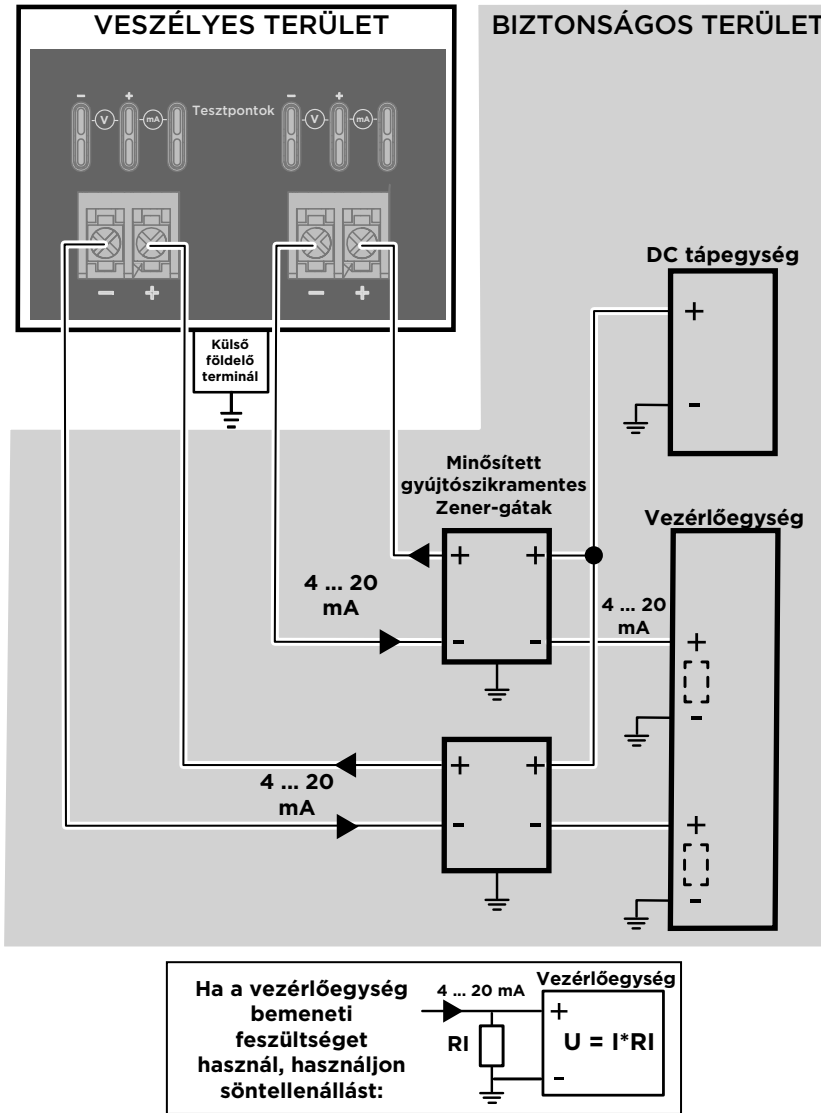 VESZÉLYES TERÜLET
BIZTONSÁGOS TERÜLET
- +
V mA
Tesztpontok
- +
V mA
- +
- +
Külső
földelő
terminál
DC tápegység
+
-
Minősített
gyújtószikramentes
Zener-gátak
Vezérlőegység
+ +
4 ... 20
mA
4 ... 20
mA
- -
+
-
+ +
4 ... 20
mA
- -
+
-
Ha a vezérlőegység
bemeneti
feszültséget
használ, használjon
söntellenállást:
4 ... 20 mA
Vezérlőegység
+
RI
U = I*RI
-